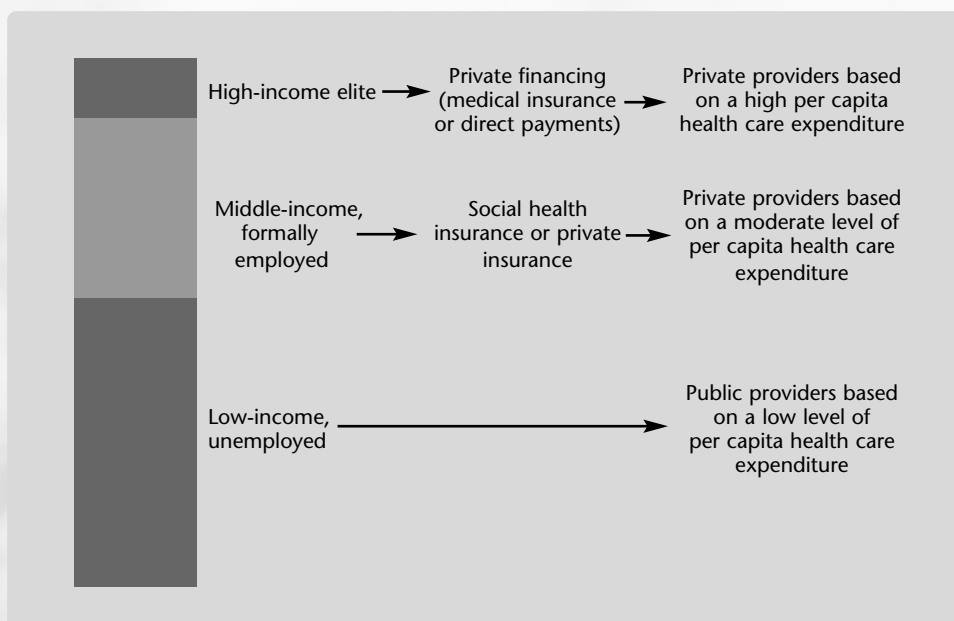 High-income elite
Private financing
(medical insurance
or direct payments)
Private providers based
on a high per capita
health care expenditure
Middle-income,
formally
employed
Social health
insurance or private
insurance
Private providers based
on a moderate level of
per capita health care
expenditure
Low-income,
unemployed
Public providers based
on a low level of
per capita health care
expenditure